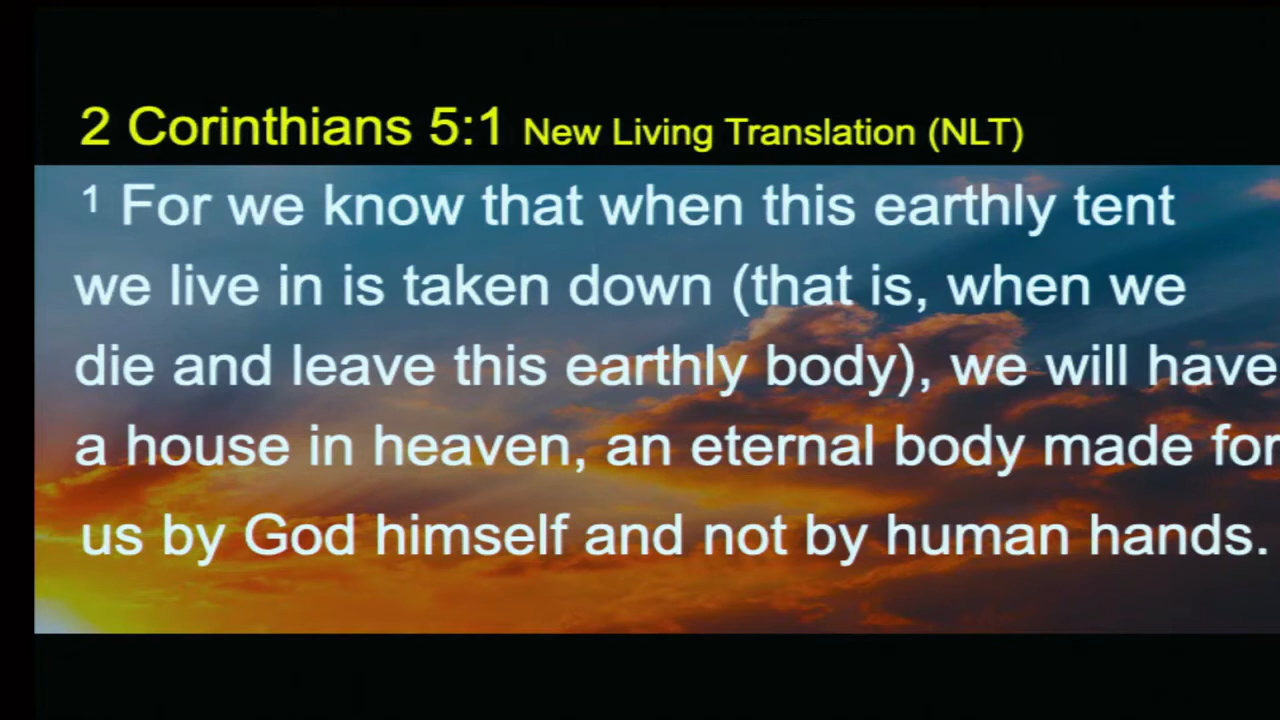 2 Corinthians 5:1 New Living Translation (NLT)
1 For we know that when this earthly tent
we live in is taken down (that is, when we
die and leave this earthly body), we will have
a house in heaven, an eternal body made for
us by God himself and not by human hands.